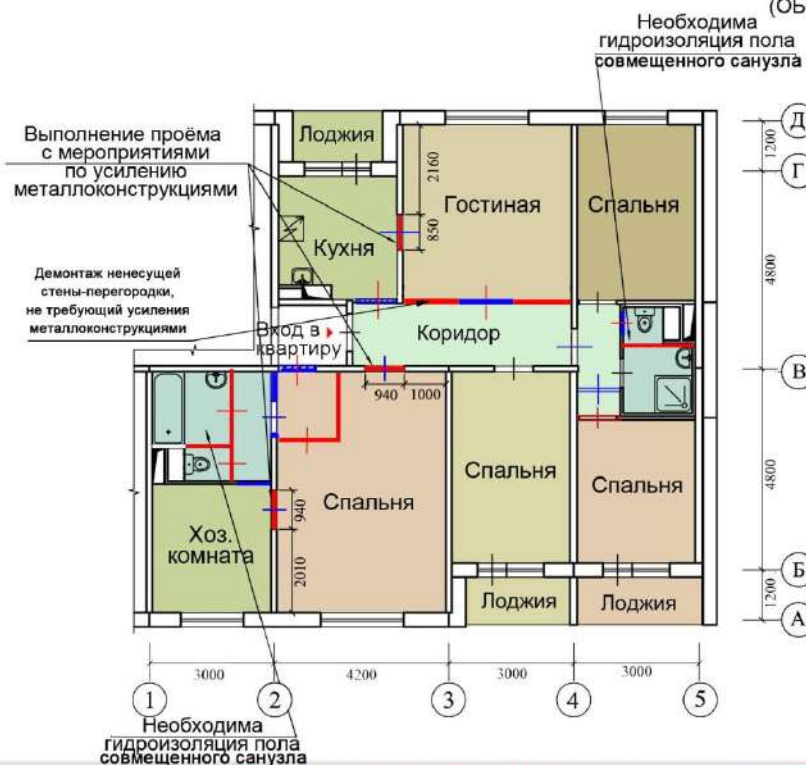 (ОБ
Необходима
гидроизоляция пола
совмещенного санузла
Выполнение проёма
с мероприятиями
по усилению
металлоконструкциями
Лоджия
2160
850
Гостиная
Спальня
Кухня
1200
4800
Д
Г
Демонтаж ненесущей
стены-перегородки,
не требующий усиления
металлоконструкциями
Вход в
квартиру
Коридор
940
1000
В
Спальня
Спальня
Спальня
940
2010
Хоз.
комната
4800
Б
Лоджия
Лоджия
1200
А
3000
4200
3000
3000
1
2
3
4
5
Необходима
гидроизоляция пола
совмещенного санузла